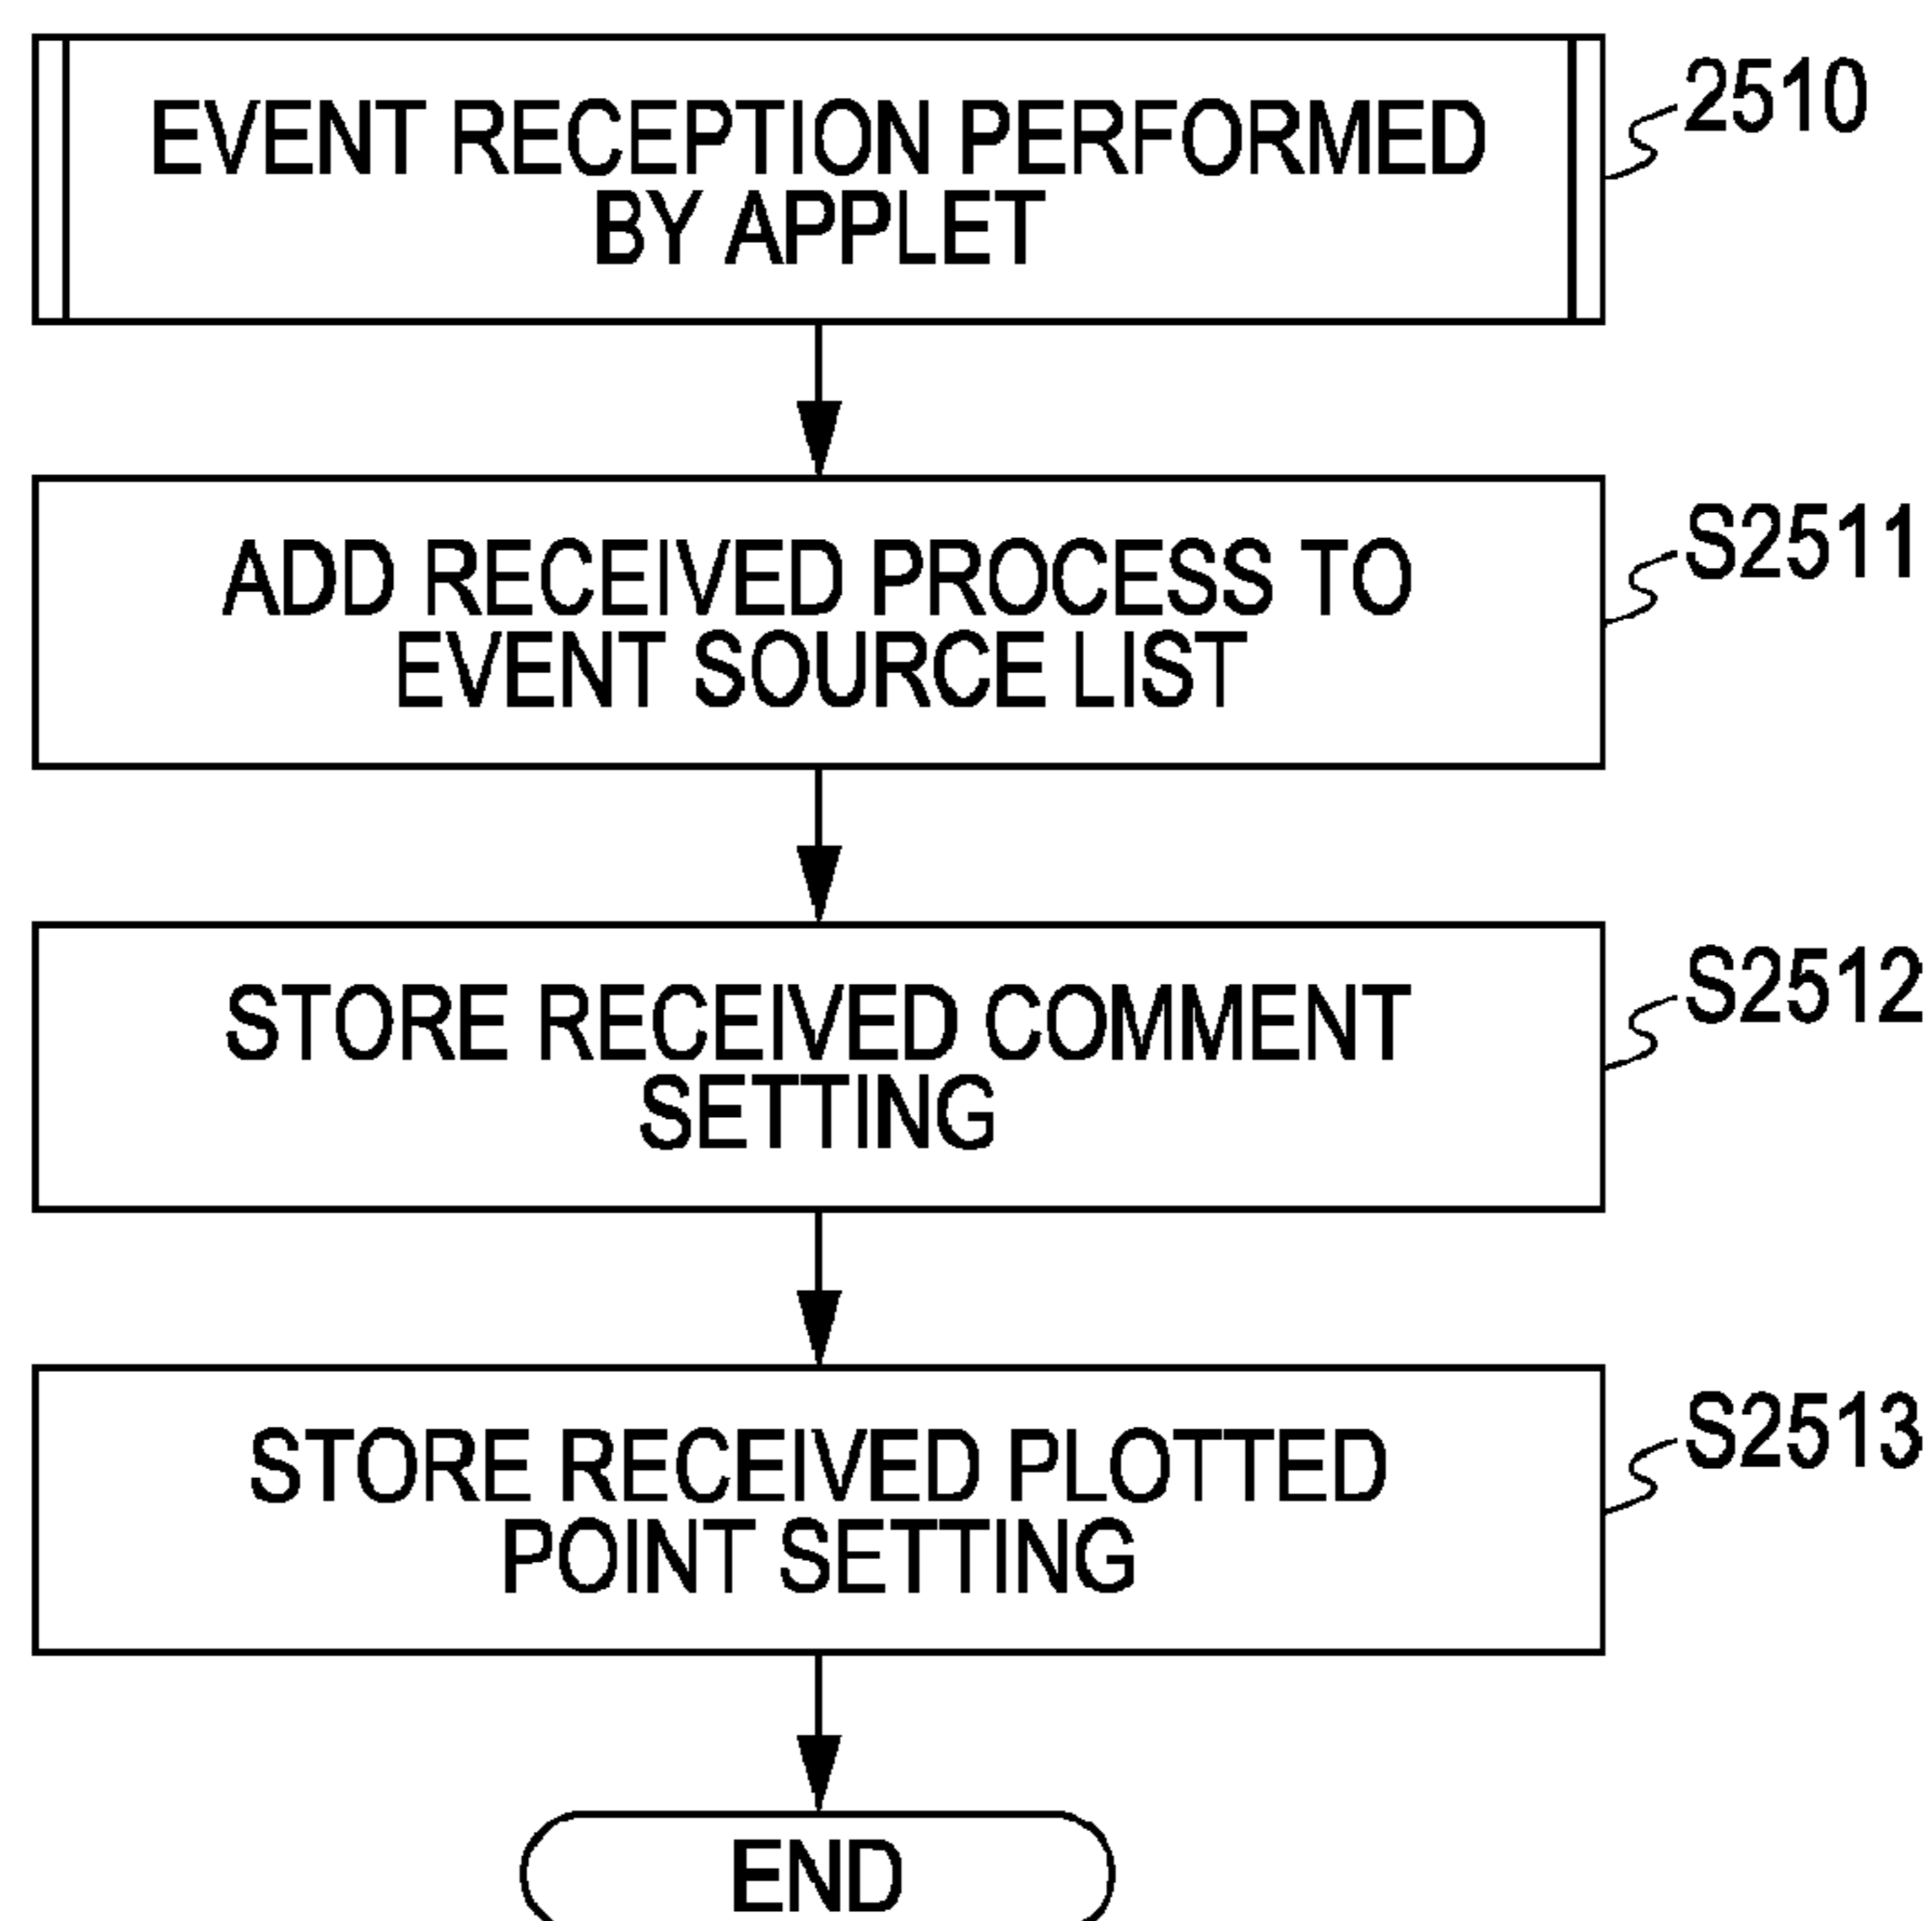 EVENT RECEPTION PERFORMED
BY APPLET
2510
ADD RECEIVED PROCESS TO
EVENT SOURCE LIST
S2511
STORE RECEIVED COMMENT
SETTING
S2512
STORE RECEIVED PLOTTED
POINT SETTING
S2513
END